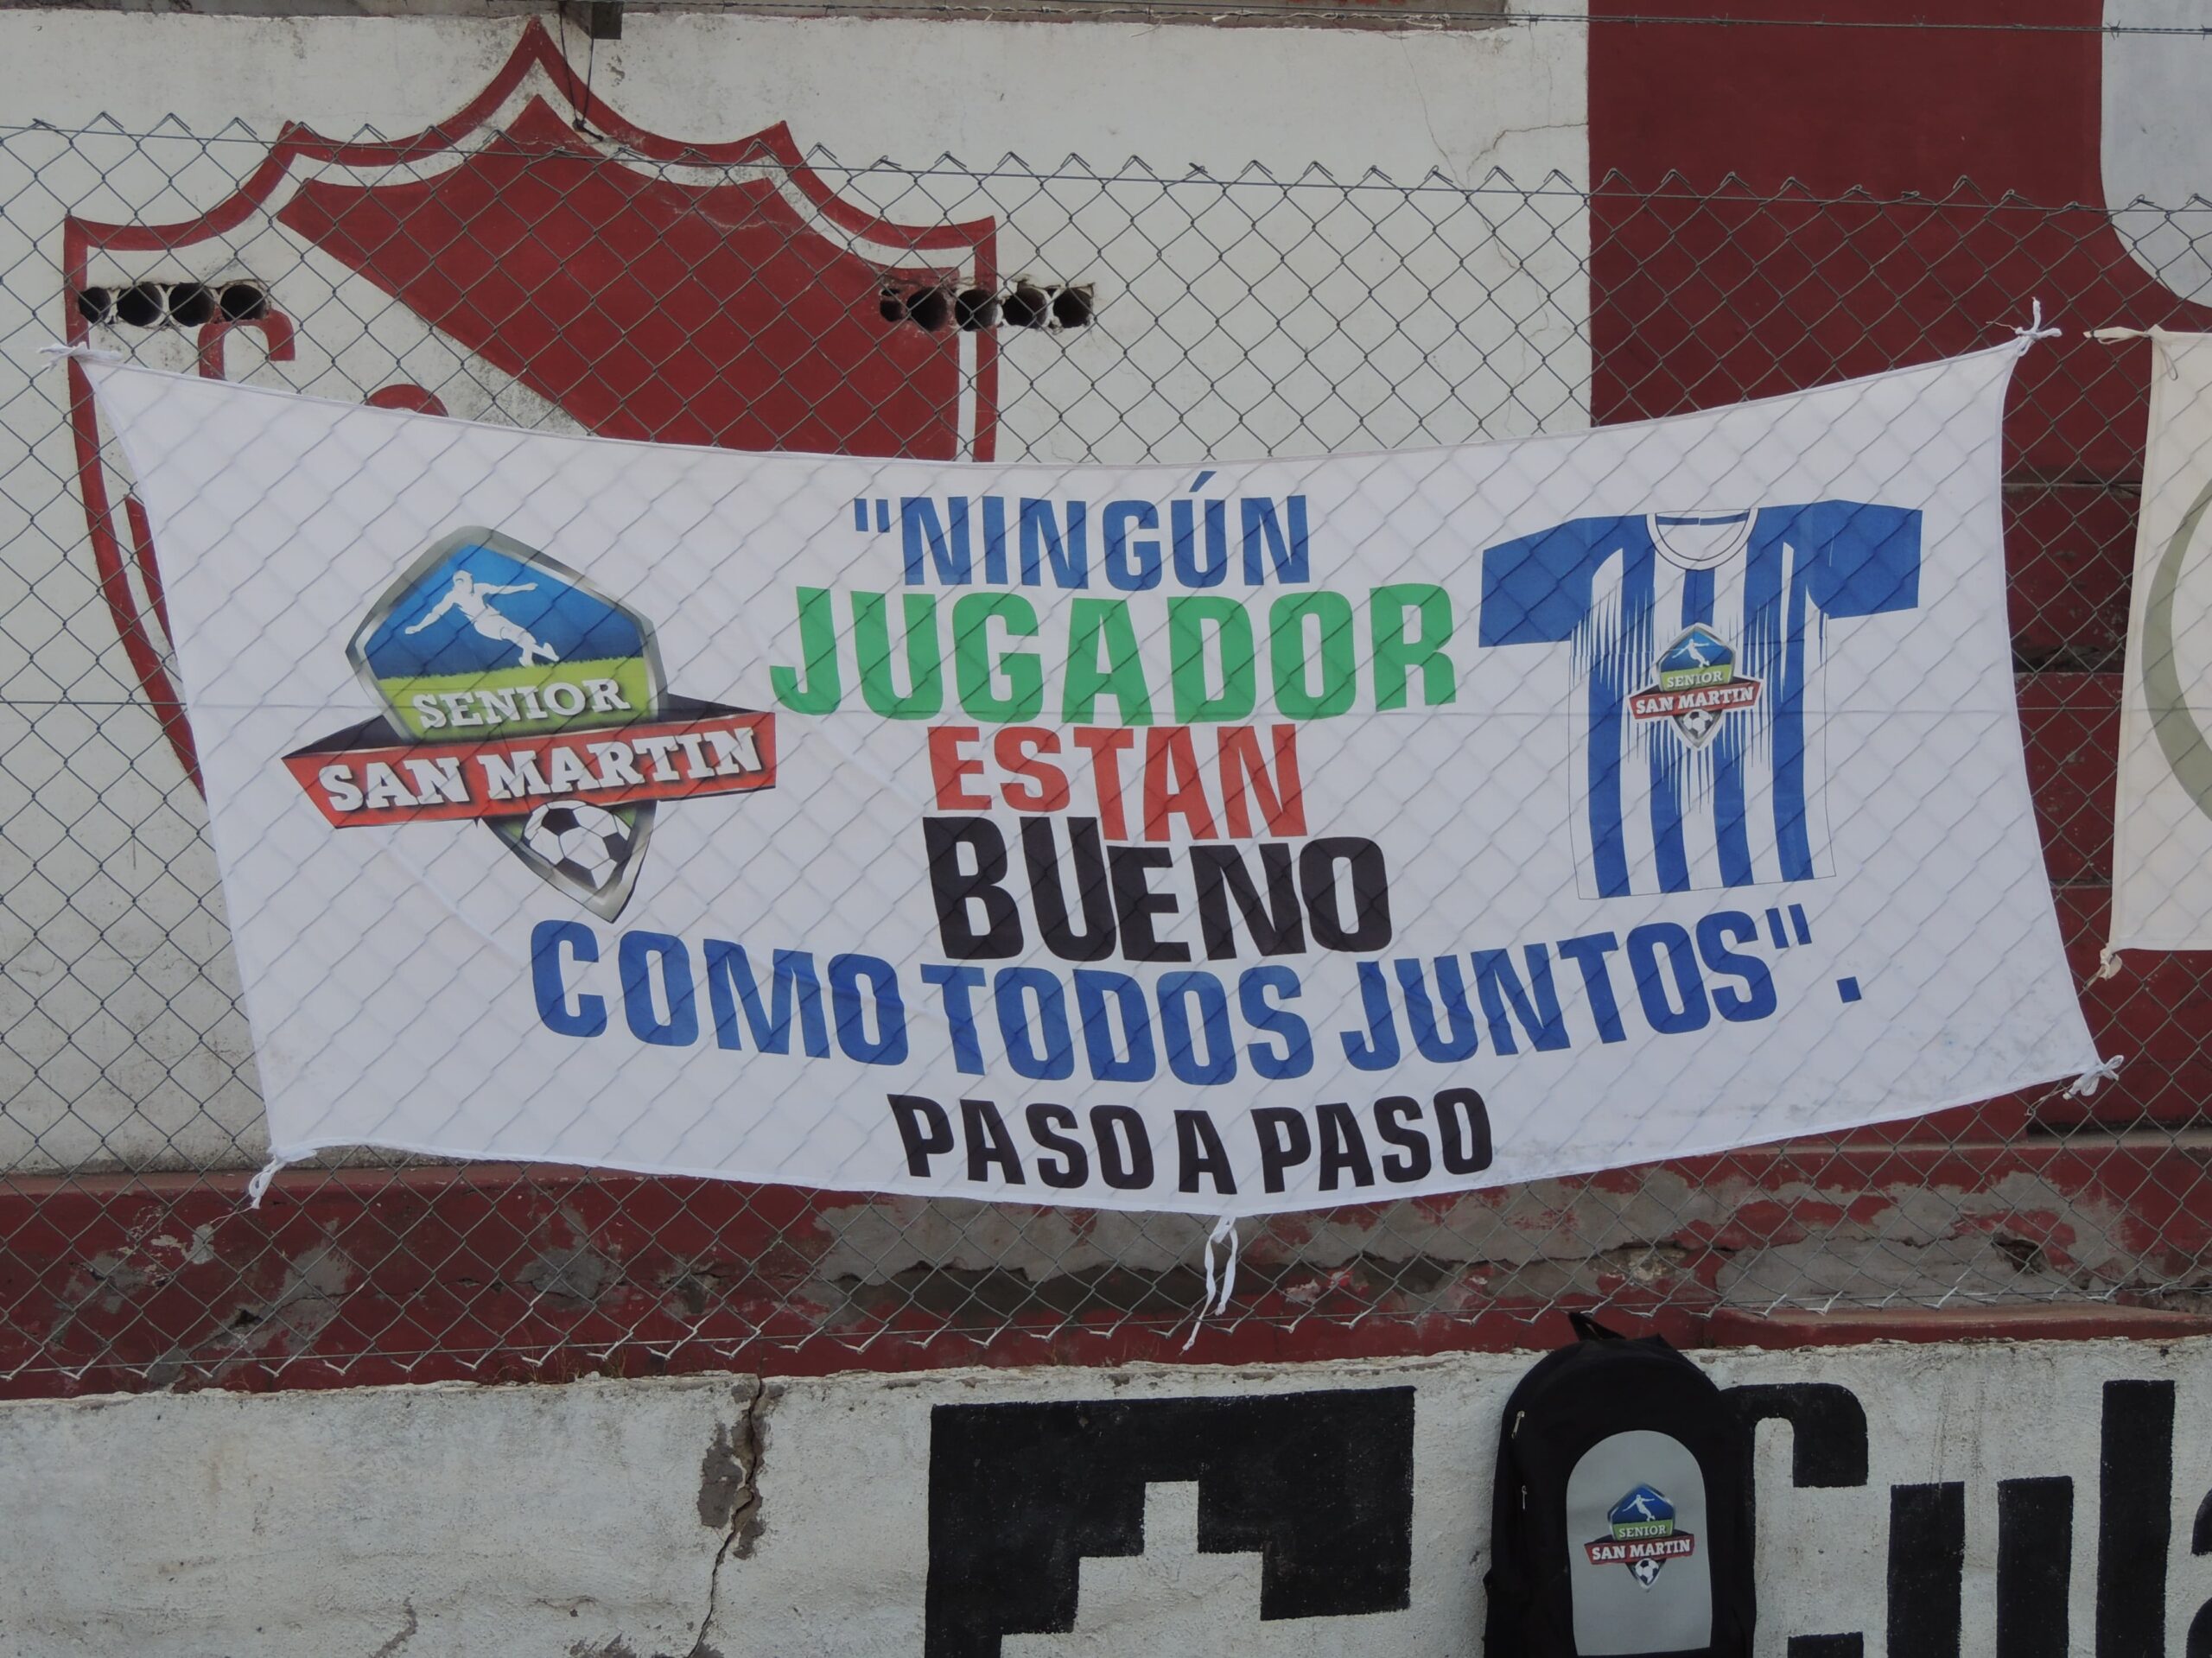 "NINGÚN
JUGADOR
ESTAN
BUENO
COMO TODOS JUNTOS".
PASO A PASO
SENIOR
SAN MARTIN
SENIOR
SAN MARTIN
SENIOR
SAN MARTIN